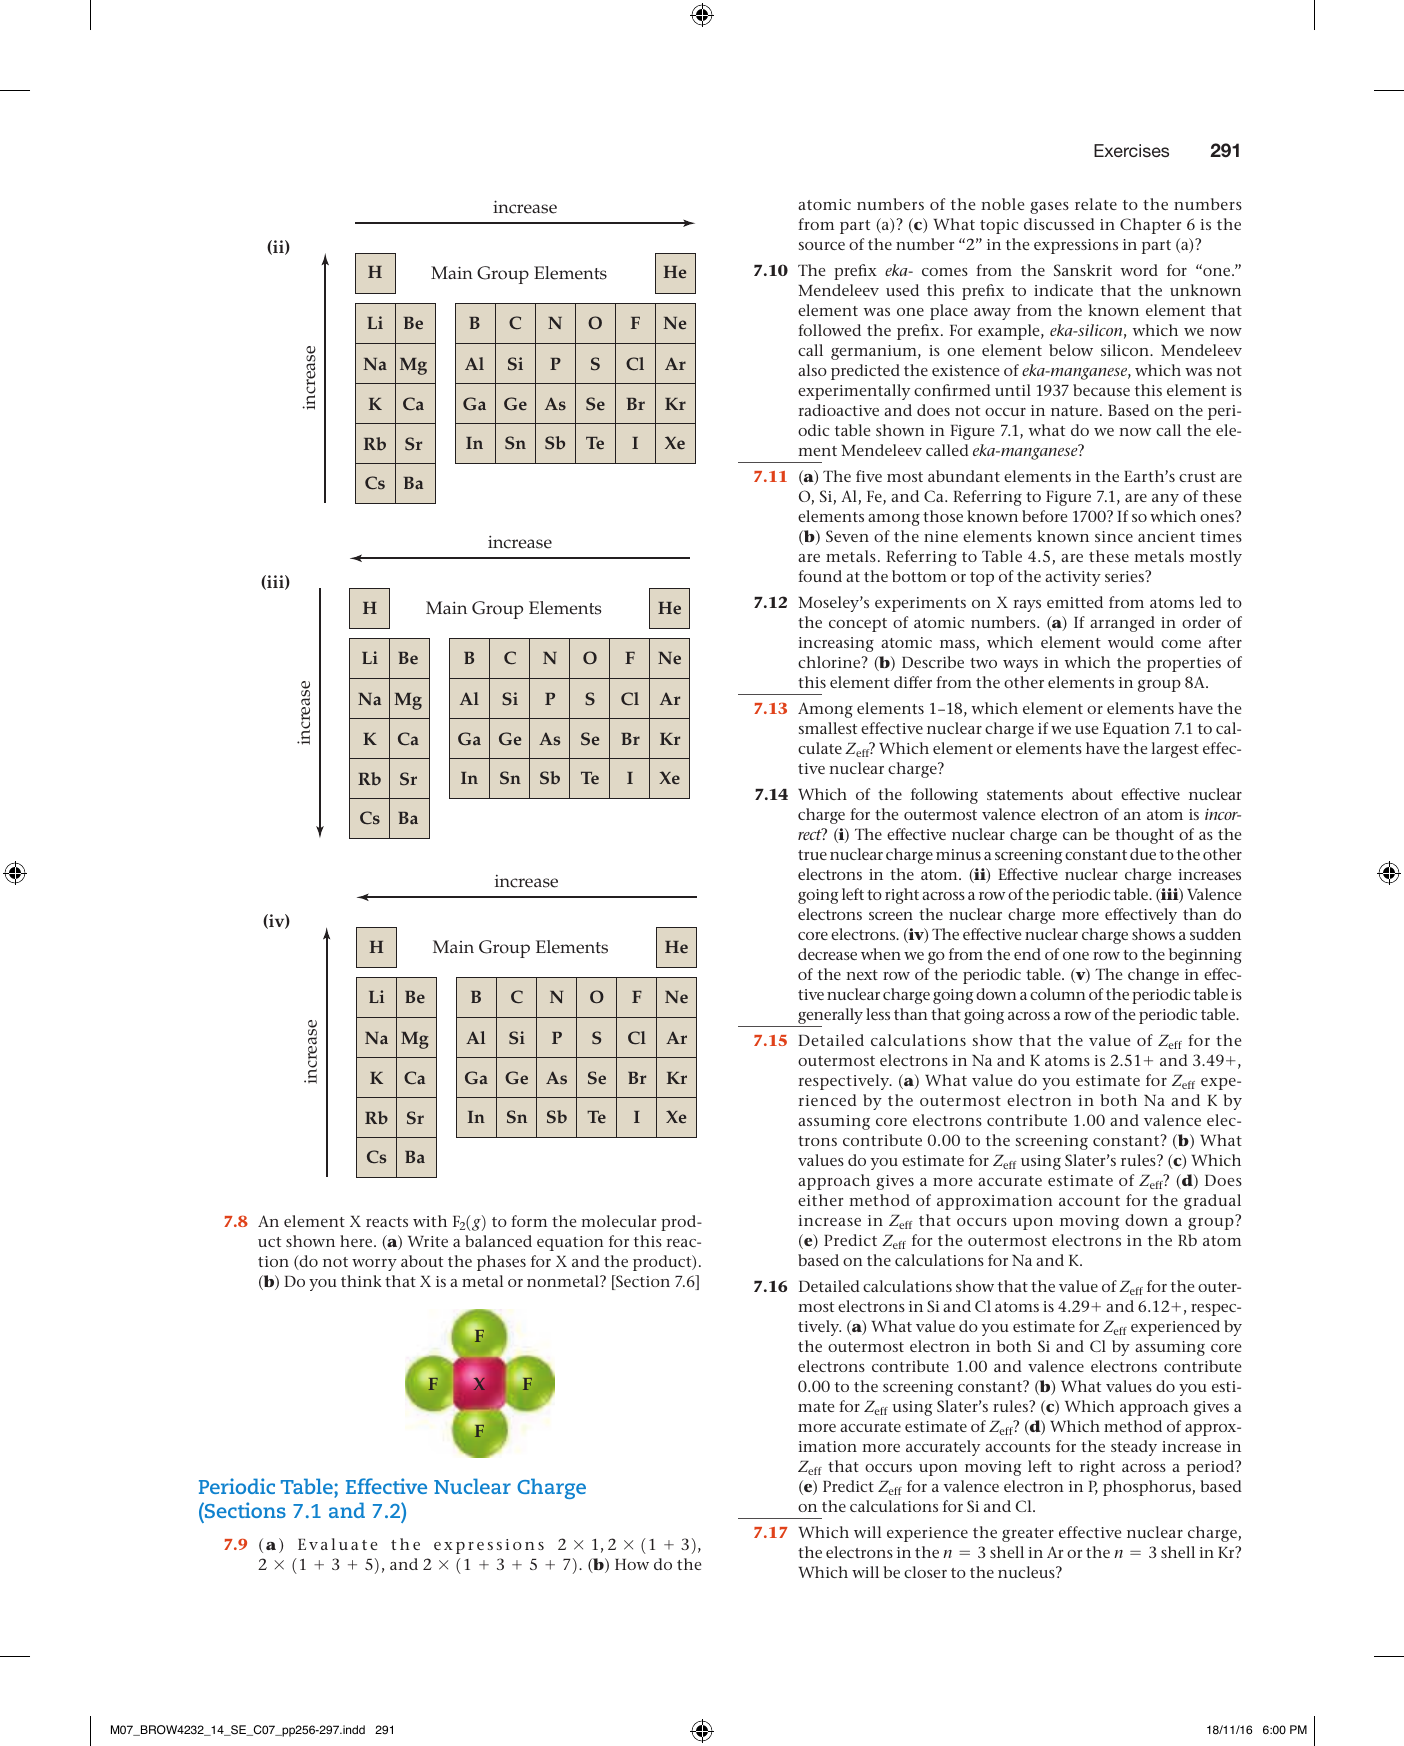 Exercises 291
increase
(ii)
increase
H Main Group Elements He
Li Be B C N O F Ne
Na Mg Al Si P S Cl Ar
K Ca Ga Ge As Se Br Kr
Rb Sr In Sn Sb Te I Xe
Cs Ba
increase
(iii)
increase
H Main Group Elements He
Li Be B C N O F Ne
Na Mg Al Si P S Cl Ar
K Ca Ga Ge As Se Br Kr
Rb Sr In Sn Sb Te I Xe
Cs Ba
increase
(iv)
increase
H Main Group Elements He
Li Be B C N O F Ne
Na Mg Al Si P S Cl Ar
K Ca Ga Ge As Se Br Kr
Rb Sr In Sn Sb Te I Xe
Cs Ba
7.8 An element X reacts with F₂(g) to form the molecular prod-
uct shown here. (a) Write a balanced equation for this reac-
tion (do not worry about the phases for X and the product).
(b) Do you think that X is a metal or nonmetal? [Section 7.6]
F
F X F
F
Periodic Table; Effective Nuclear Charge
(Sections 7.1 and 7.2)
7.9 (a) Evaluate the expressions 2 × 1, 2 × (1 + 3),
2 × (1 + 3 + 5), and 2 × (1 + 3 + 5 + 7). (b) How do the
atomic numbers of the noble gases relate to the numbers
from part (a)? (c) What topic discussed in Chapter 6 is the
source of the number “2” in the expressions in part (a)?
7.10 The prefix eka- comes from the Sanskrit word for “one.”
Mendeleev used this prefix to indicate that the unknown
element was one place away from the known element that
followed the prefix. For example, eka-silicon, which we now
call germanium, is one element below silicon. Mendeleev
also predicted the existence of eka-manganese, which was not
experimentally confirmed until 1937 because this element is
radioactive and does not occur in nature. Based on the peri-
odic table shown in Figure 7.1, what do we now call the ele-
ment Mendeleev called eka-manganese?
7.11 (a) The five most abundant elements in the Earth’s crust are
O, Si, Al, Fe, and Ca. Referring to Figure 7.1, are any of these
elements among those known before 1700? If so which ones?
(b) Seven of the nine elements known since ancient times
are metals. Referring to Table 4.5, are these metals mostly
found at the bottom or top of the activity series?
7.12 Moseley’s experiments on X rays emitted from atoms led to
the concept of atomic numbers. (a) If arranged in order of
increasing atomic mass, which element would come after
chlorine? (b) Describe two ways in which the properties of
this element differ from the other elements in group 8A.
7.13 Among elements 1–18, which element or elements have the
smallest effective nuclear charge if we use Equation 7.1 to cal-
culate Zeff? Which element or elements have the largest effec-
tive nuclear charge?
7.14 Which of the following statements about effective nuclear
charge for the outermost valence electron of an atom is incor-
rect? (i) The effective nuclear charge can be thought of as the
true nuclear charge minus a screening constant due to the other
electrons in the atom. (ii) Effective nuclear charge increases
going left to right across a row of the periodic table. (iii) Valence
electrons screen the nuclear charge more effectively than do
core electrons. (iv) The effective nuclear charge shows a sudden
decrease when we go from the end of one row to the beginning
of the next row of the periodic table. (v) The change in effec-
tive nuclear charge going down a column of the periodic table is
generally less than that going across a row of the periodic table.
7.15 Detailed calculations show that the value of Zeff for the
outermost electrons in Na and K atoms is 2.51+ and 3.49+,
respectively. (a) What value do you estimate for Zeff expe-
rienced by the outermost electron in both Na and K by
assuming core electrons contribute 1.00 and valence elec-
trons contribute 0.00 to the screening constant? (b) What
values do you estimate for Zeff using Slater’s rules? (c) Which
approach gives a more accurate estimate of Zeff? (d) Does
either method of approximation account for the gradual
increase in Zeff that occurs upon moving down a group?
(e) Predict Zeff for the outermost electrons in the Rb atom
based on the calculations for Na and K.
7.16 Detailed calculations show that the value of Zeff for the outer-
most electrons in Si and Cl atoms is 4.29+ and 6.12+, respec-
tively. (a) What value do you estimate for Zeff experienced by
the outermost electron in both Si and Cl by assuming core
electrons contribute 1.00 and valence electrons contribute
0.00 to the screening constant? (b) What values do you esti-
mate for Zeff using Slater’s rules? (c) Which approach gives a
more accurate estimate of Zeff? (d) Which method of approx-
imation more accurately accounts for the steady increase in
Zeff that occurs upon moving left to right across a period?
(e) Predict Zeff for a valence electron in P, phosphorus, based
on the calculations for Si and Cl.
7.17 Which will experience the greater effective nuclear charge,
the electrons in the n = 3 shell in Ar or the n = 3 shell in Kr?
Which will be closer to the nucleus?
M07_BROW4232_14_SE_C07_pp256-297.indd 291 18/11/16 6:00 PM